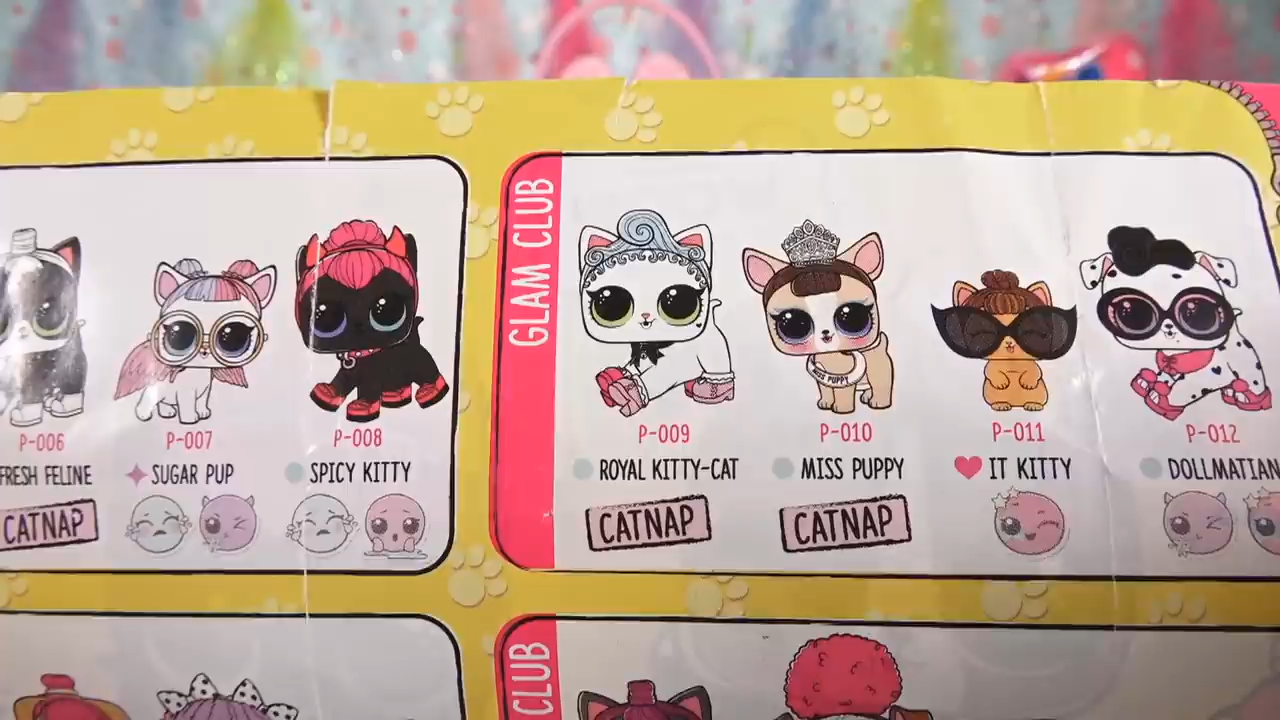 P-006
FRESH FELINE
CATNAP
P-007
SUGAR PUP
P-008
SPICY KITTY
GLAM CLUB
P-009
ROYAL KITTY-CAT
CATNAP
MISS PUPPY
P-010
MISS PUPPY
CATNAP
P-011
IT KITTY
P-012
DOLLMATIAN
CLUB